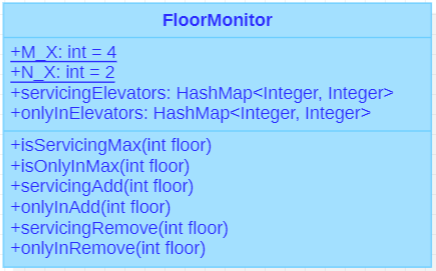 FloorMonitor
+M_X: int = 4
+N_X: int = 2
+servicingElevators: HashMap<Integer, Integer>
+onlyInElevators: HashMap<Integer, Integer>
+isServicingMax(int floor)
+isOnlyInMax(int floor)
+servicingAdd(int floor)
+onlyInAdd(int floor)
+servicingRemove(int floor)
+onlyInRemove(int floor)